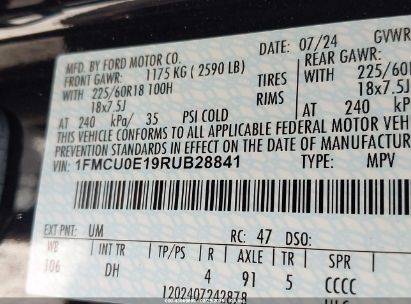 DATE: 07/24 GVWR
MFD. BY FORD MOTOR CO.
FRONT GAWR: 1175 KG ( 2590 LB) REAR GAWR:
WITH 225/60R18 100H TIRES WITH 225/60
18x7.5J RIMS 18x7.5J
AT 240 kPa/ 35 PSI COLD AT 240
THIS VEHICLE CONFORMS TO ALL APPLICABLE FEDERAL MOTOR VEH
PREVENTION STANDARDS IN EFFECT ON THE DATE OF MANUFACTUR
VIN: 1FMCU0E19RUB28841 TYPE: MPV
EXT PNT: UM RC: 47 DSO:
WB INT TR TP/PS R AXLE TR
106 DH 4 91 5 CCCC